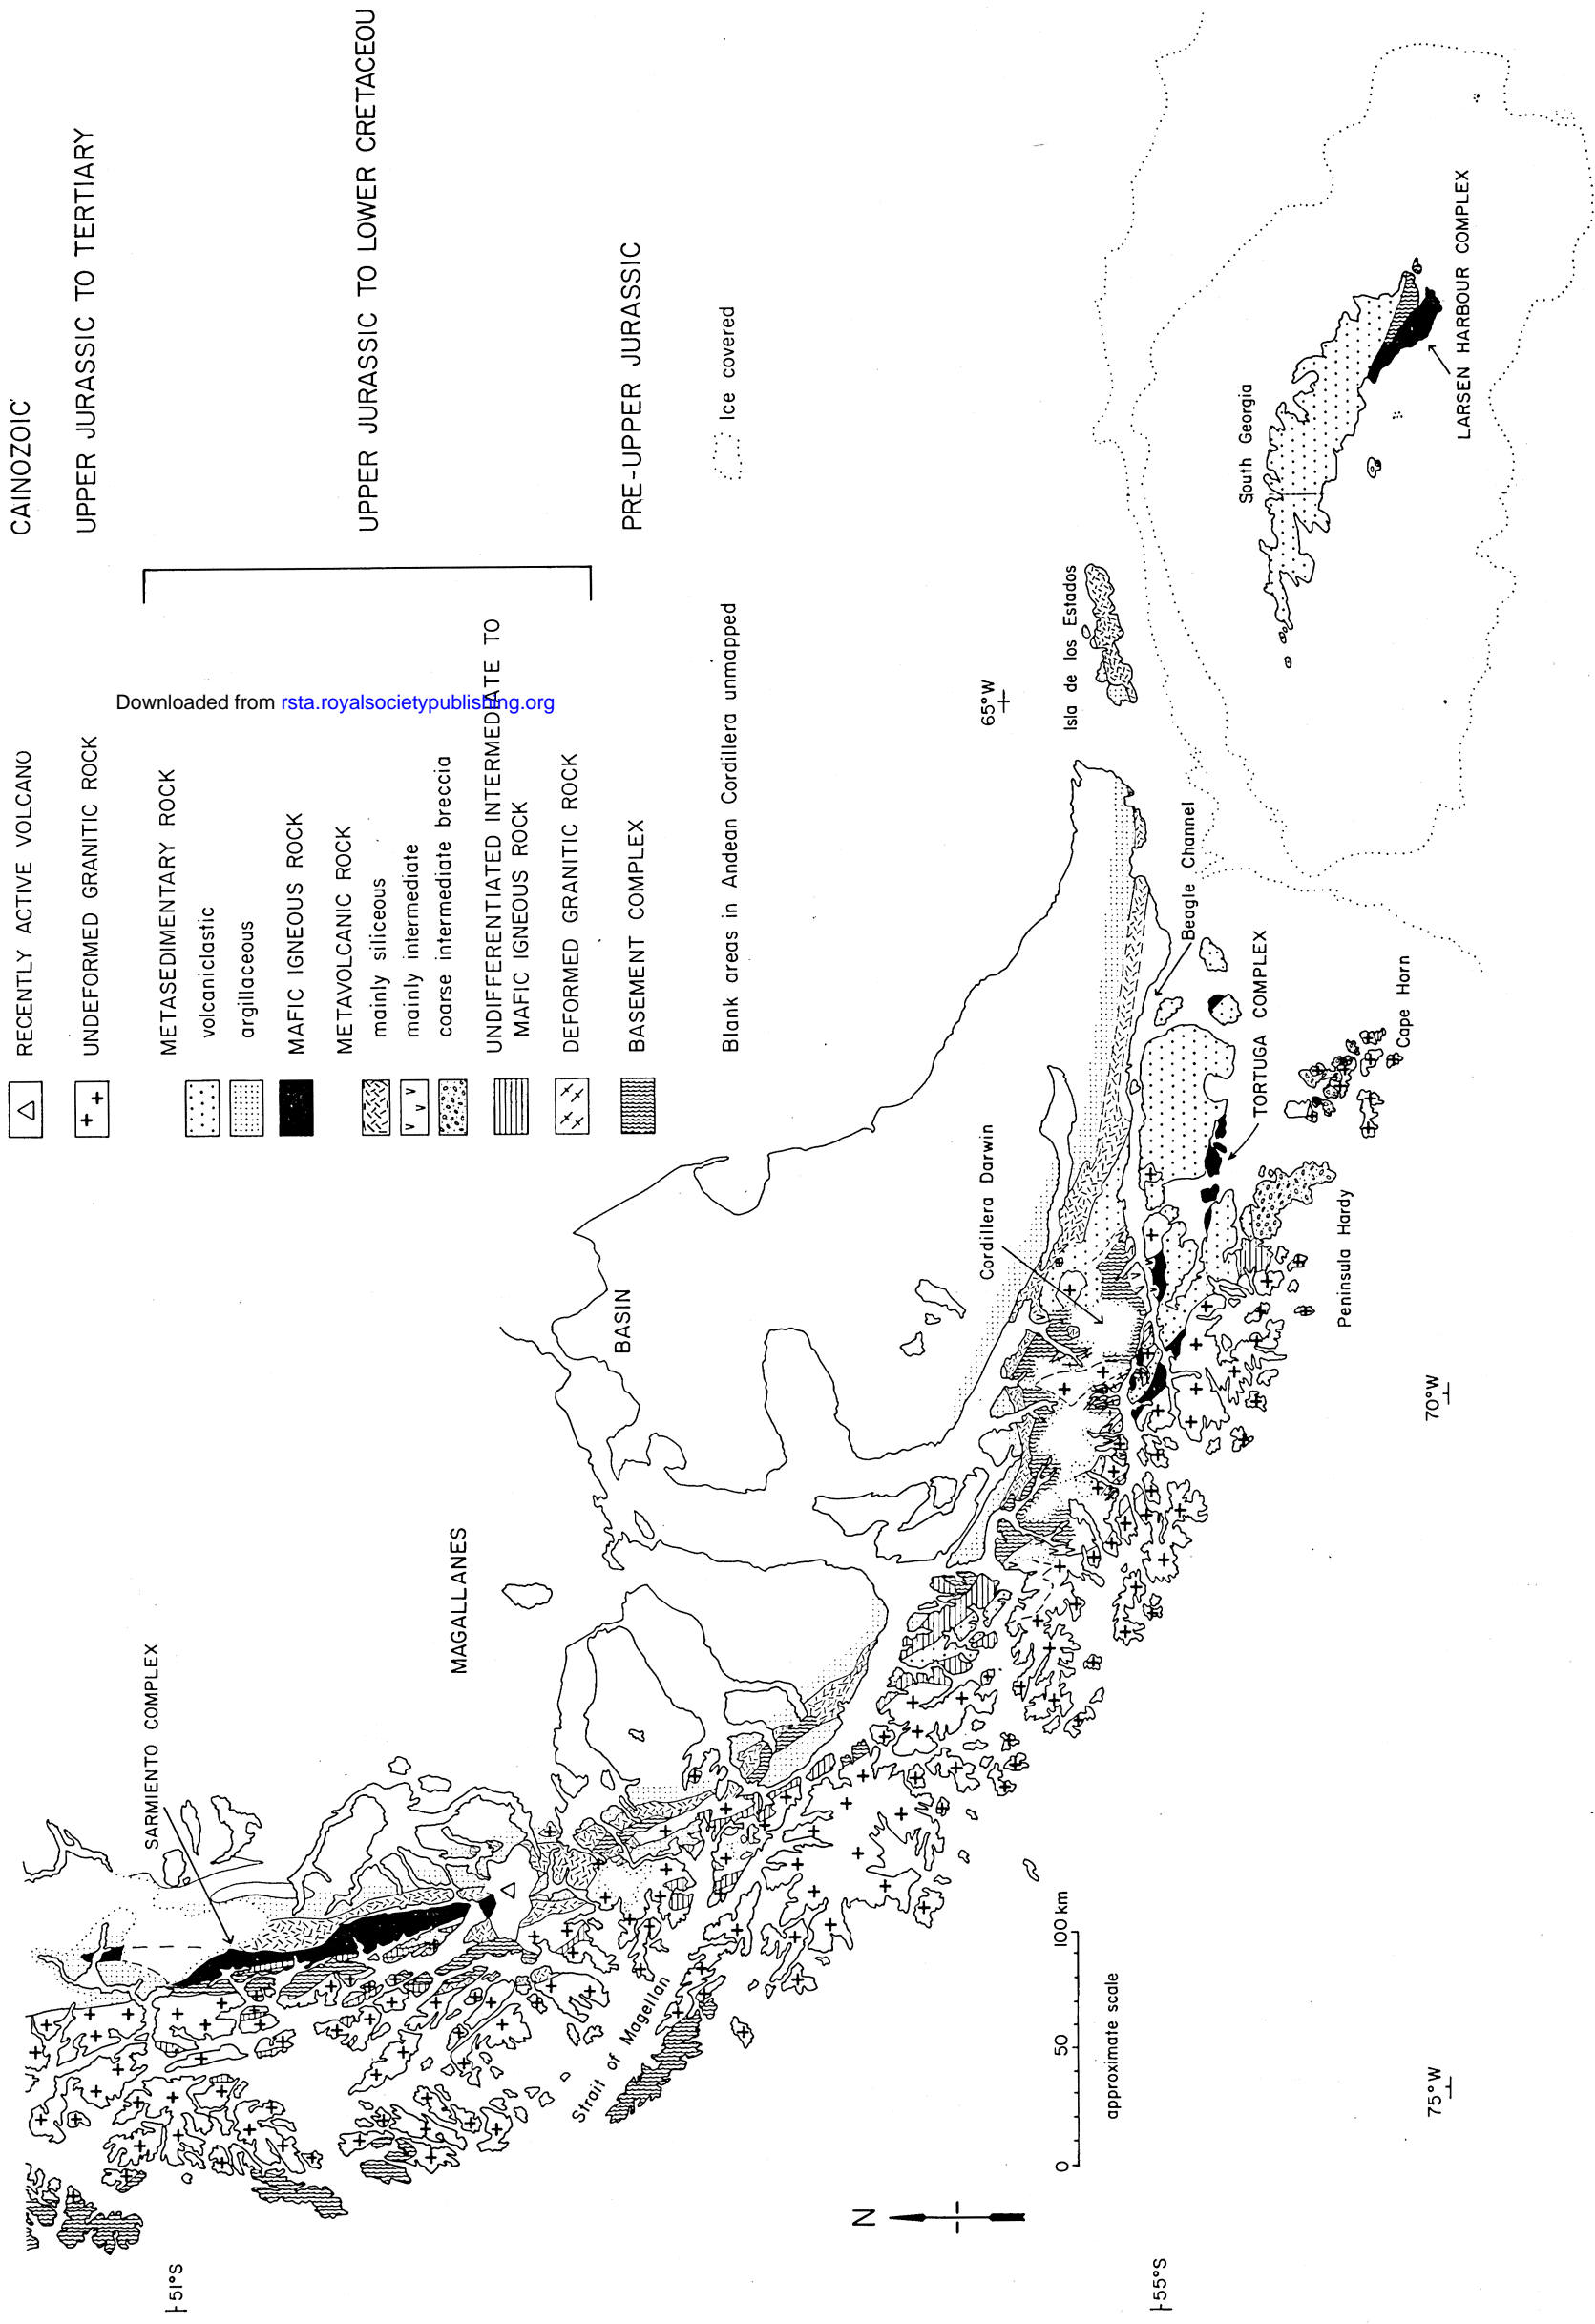 CAINOZOIC
UPPER JURASSIC TO TERTIARY
UPPER JURASSIC TO LOWER CRETACEOU
PRE-UPPER JURASSIC
Ice covered
RECENTLY ACTIVE VOLCANO
UNDEFORMED GRANITIC ROCK
METASEDIMENTARY ROCK
volcaniclastic
argillaceous
MAFIC IGNEOUS ROCK
METAVOLCANIC ROCK
mainly siliceous
mainly intermediate
coarse intermediate breccia
UNDIFFERENTIATED INTERMEDIATE TO
MAFIC IGNEOUS ROCK
DEFORMED GRANITIC ROCK
BASEMENT COMPLEX
Blank areas in Andean Cordillera unmapped
Downloaded from rsta.royalsocietypublishing.org
SARMIENTO COMPLEX
MAGALLANES
BASIN
Strait of Magellan
Cordillera Darwin
Peninsula Hardy
TORTUGA COMPLEX
Beagle Channel
Cape Horn
Isla de los Estados
South Georgia
LARSEN HARBOUR COMPLEX
65°W
70°W
75°W
51°S
55°S
N
0 50 100 km
approximate scale